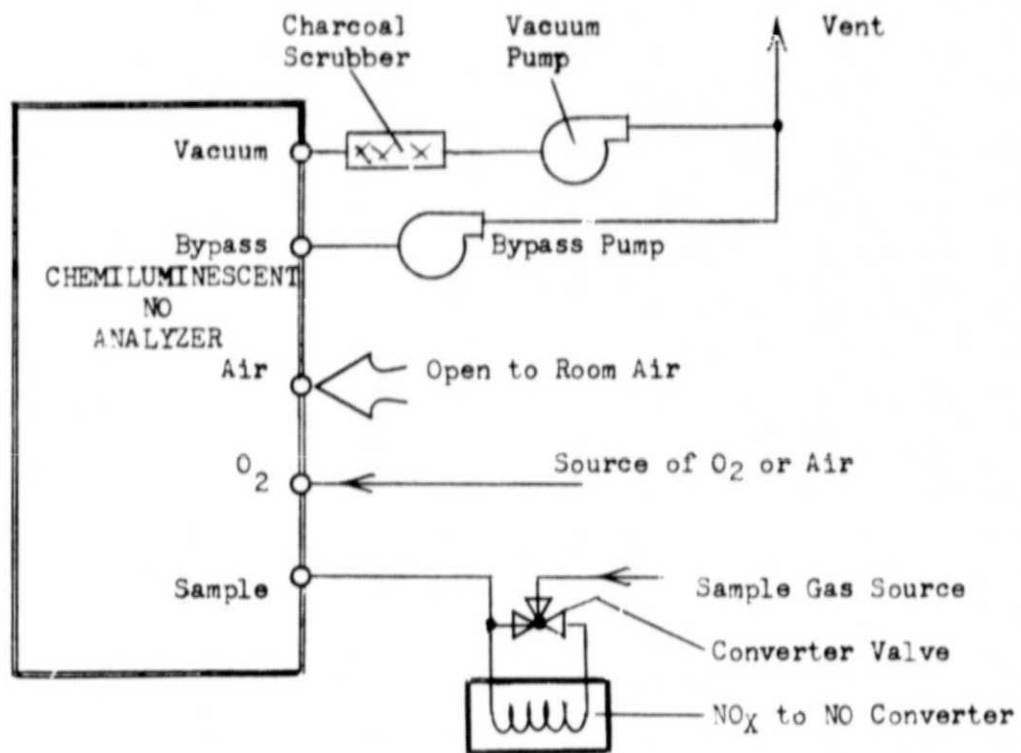 Charcoal
Scrubber
Vacuum
Pump
Vent
Vacuum
Bypass
Bypass Pump
CHEMILUMINESCENT
NO
ANALYZER
Air
Open to Room Air
O2
Source of O2 or Air
Sample
Sample Gas Source
Converter Valve
NOX to NO Converter